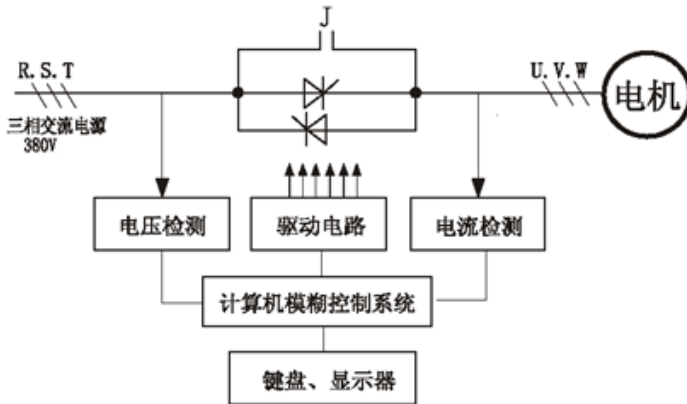 J
R.S.T
U.V.W
电机
三相交流电源
380V
电压检测
驱动电路
电流检测
计算机模糊控制系统
键盘、显示器